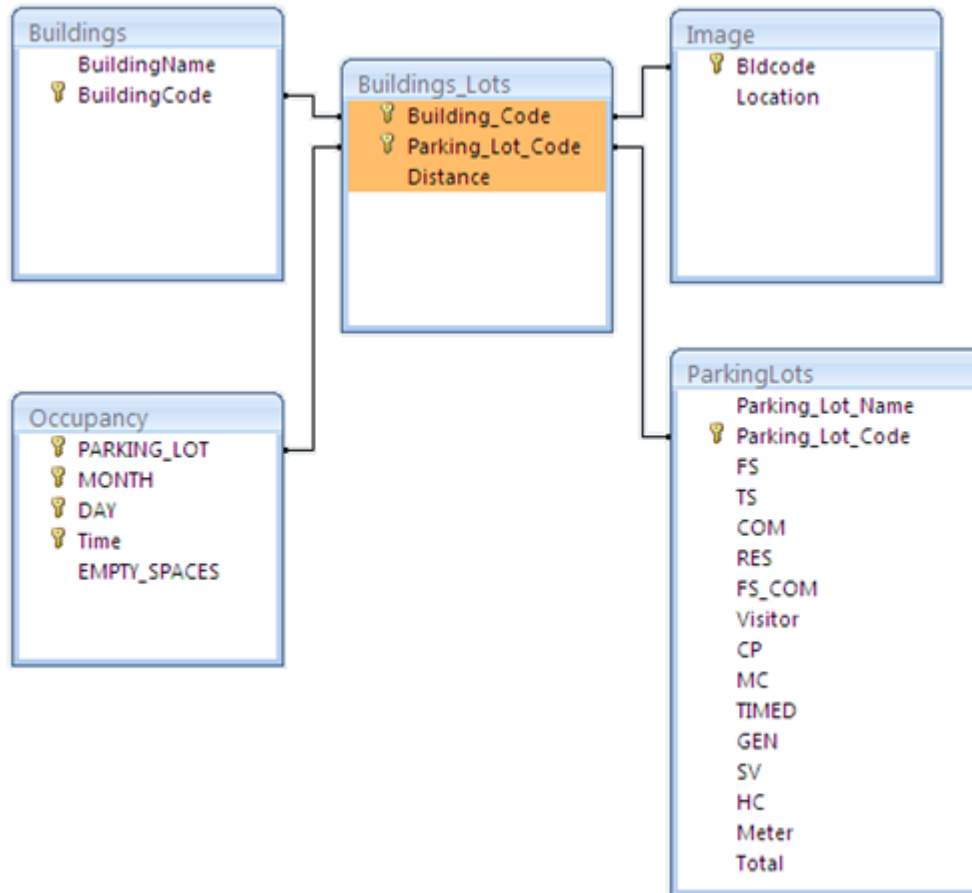 Buildings
BuildingName
BuildingCode
Buildings_Lots
Building_Code
Parking_Lot_Code
Distance
Image
Bldcode
Location
Occupancy
PARKING_LOT
MONTH
DAY
Time
EMPTY_SPACES
ParkingLots
Parking_Lot_Name
Parking_Lot_Code
FS
TS
COM
RES
FS_COM
Visitor
CP
MC
TIMED
GEN
SV
HC
Meter
Total